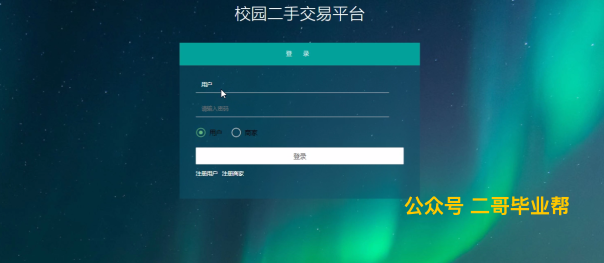 校园二手交易平台
登 录
用户
请输入密码
用户 商家
登录
注册用户 注册商家
公众号 二哥毕业帮